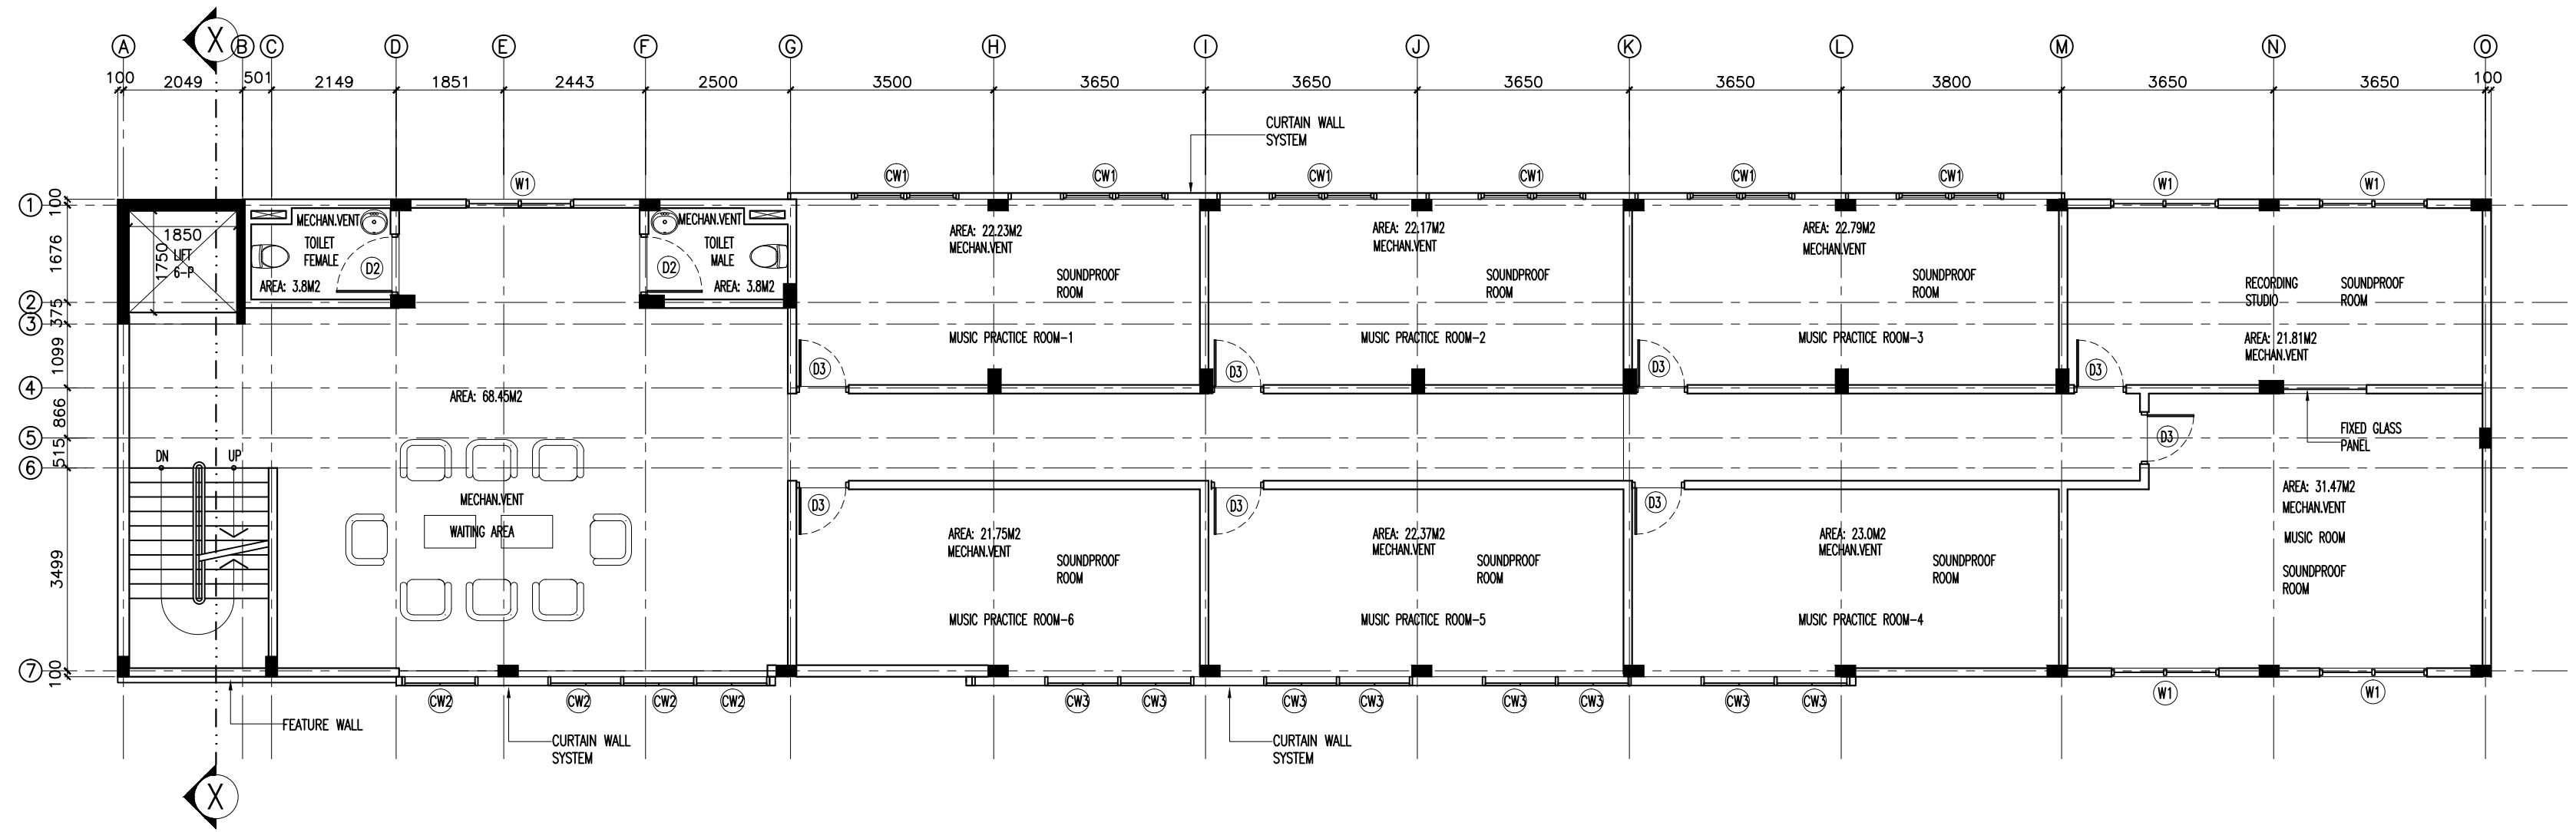 X
A B C D E F G H I J K L M N O
100 2049 501 2149 1851 2443 2500 3500 3650 3650 3650 3650 3800 3650 3650 100
CURTAIN WALL
SYSTEM
W1 CW1 CW1 CW1 CW1 CW1 CW1 W1 W1
1
2
3
4
5
6
7
100
1676
375
1099
866
515
3499
100
1850
1750
LIFT
6-P
MECHAN.VENT
TOILET
FEMALE
D2
AREA: 3.8M2
MECHAN.VENT
TOILET
MALE
D2
AREA: 3.8M2
AREA: 22.23M2
MECHAN.VENT
SOUNDPROOF
ROOM
MUSIC PRACTICE ROOM-1
D3
AREA: 22.17M2
MECHAN.VENT
SOUNDPROOF
ROOM
MUSIC PRACTICE ROOM-2
D3
AREA: 22.79M2
MECHAN.VENT
SOUNDPROOF
ROOM
MUSIC PRACTICE ROOM-3
D3
RECORDING
STUDIO
SOUNDPROOF
ROOM
AREA: 21.81M2
MECHAN.VENT
D3
AREA: 68.45M2
DN UP
MECHAN.VENT
WAITING AREA
D3
FIXED GLASS
PANEL
D3
AREA: 21.75M2
MECHAN.VENT
SOUNDPROOF
ROOM
MUSIC PRACTICE ROOM-6
D3
AREA: 22.37M2
MECHAN.VENT
SOUNDPROOF
ROOM
MUSIC PRACTICE ROOM-5
D3
AREA: 23.0M2
MECHAN.VENT
SOUNDPROOF
ROOM
MUSIC PRACTICE ROOM-4
AREA: 31.47M2
MECHAN.VENT
MUSIC ROOM
SOUNDPROOF
ROOM
CW2 CW2 CW2 CW2 CW3 CW3 CW3 CW3 CW3 CW3 CW3 CW3 W1 W1
FEATURE WALL
CURTAIN WALL
SYSTEM
CURTAIN WALL
SYSTEM
X